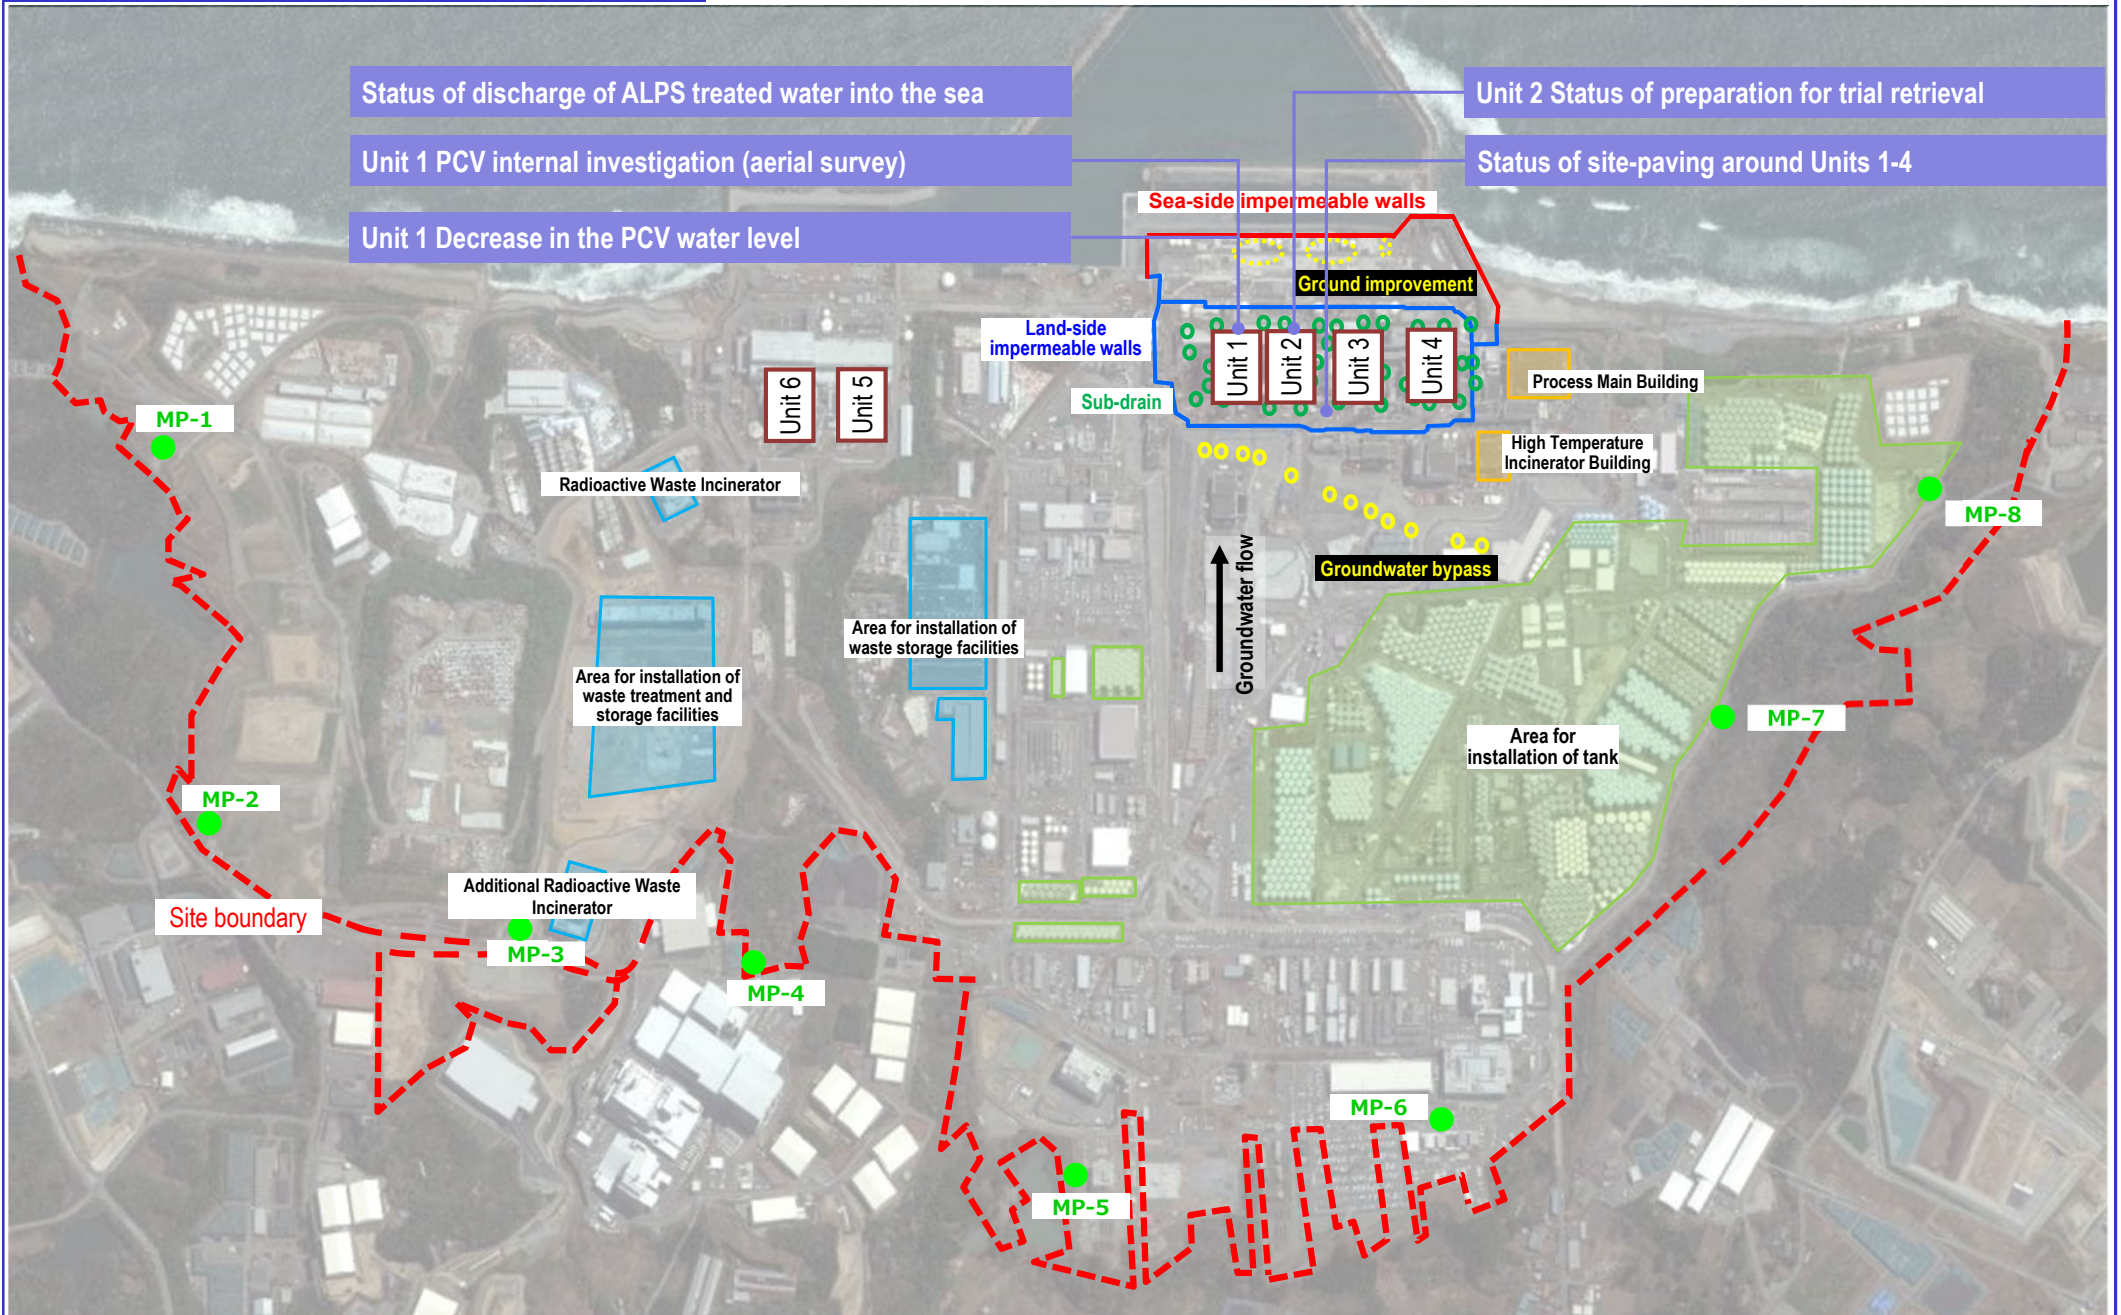 Status of discharge of ALPS treated water into the sea
Unit 2 Status of preparation for trial retrieval
Unit 1 PCV internal investigation (aerial survey)
Status of site-paving around Units 1-4
Sea-side impermeable walls
Unit 1 Decrease in the PCV water level
Ground improvement
Land-side
impermeable walls
Unit 1
Unit 2
Unit 3
Unit 4
Process Main Building
Sub-drain
Unit 6
Unit 5
MP-1
High Temperature
Incinerator Building
Radioactive Waste Incinerator
MP-8
Groundwater bypass
Groundwater flow
Area for installation of
waste storage facilities
Area for installation of
waste treatment and
storage facilities
MP-7
Area for
installation of tank
MP-2
Additional Radioactive Waste
Incinerator
Site boundary
MP-3
MP-4
MP-6
MP-5